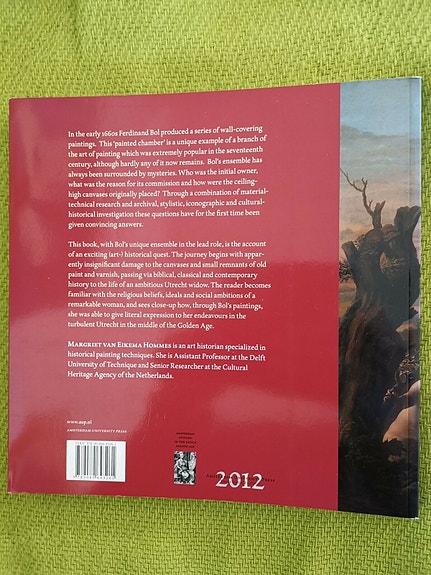 In the early 1660s Ferdinand Bol produced a series of wall-covering
paintings. This 'painted chamber' is a unique example of a branch of
the art of painting which was extremely popular in the seventeenth
century, although hardly any of it now remains. Bol's ensemble has
always been surrounded by mysteries. Who was the initial owner,
what was the reason for its commission and how were the ceiling-
high canvases originally placed? Through a combination of material-
technical research and archival, stylistic, iconographic and cultural-
historical investigation these questions have for the first time been
given convincing answers.
This book, with Bol's unique ensemble in the lead role, is the account
of an exciting (art-) historical quest. The journey begins with appar-
ently insignificant damage to the canvases and small remnants of old
paint and varnish, passing via biblical, classical and contemporary
history to the life of an ambitious Utrecht widow. The reader becomes
familiar with the religious beliefs, ideals and social ambitions of a
remarkable woman, and sees close-up how, through Bol's paintings,
she was able to give literal expression to her endeavours in the
turbulent Utrecht in the middle of the Golden Age.
Margriet van Eikema Hommes is an art historian specialized in
historical painting techniques. She is Assistant Professor at the Delft
University of Technique and Senior Researcher at the Cultural
Heritage Agency of the Netherlands.
www.aup.nl
AMSTERDAM UNIVERSITY PRESS
AMSTERDAM
STUDIES
IN THE DUTCH
GOLDEN AGE
2012